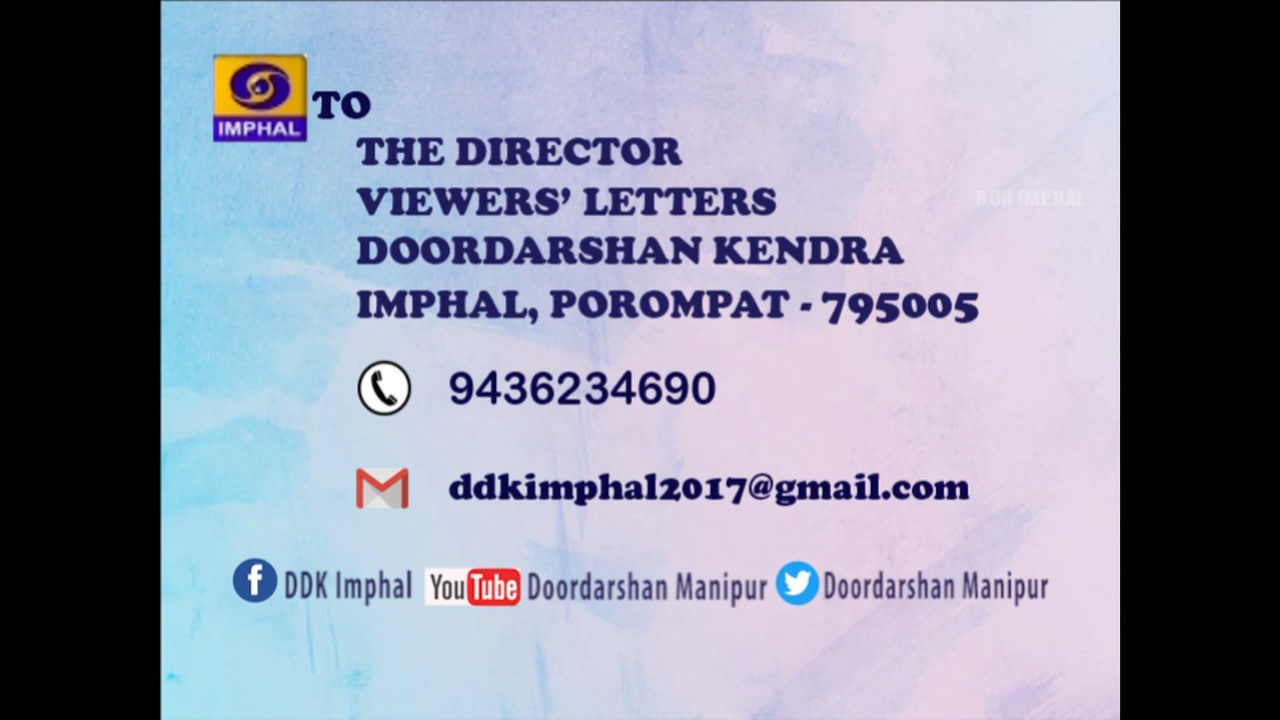 IMPHAL
TO
THE DIRECTOR
VIEWERS’ LETTERS
DDK IMPHAL
DOORDARSHAN KENDRA
IMPHAL, POROMPAT - 795005
9436234690
ddkimphal2017@gmail.com
DDK Imphal YouTube Doordarshan Manipur Doordarshan Manipur